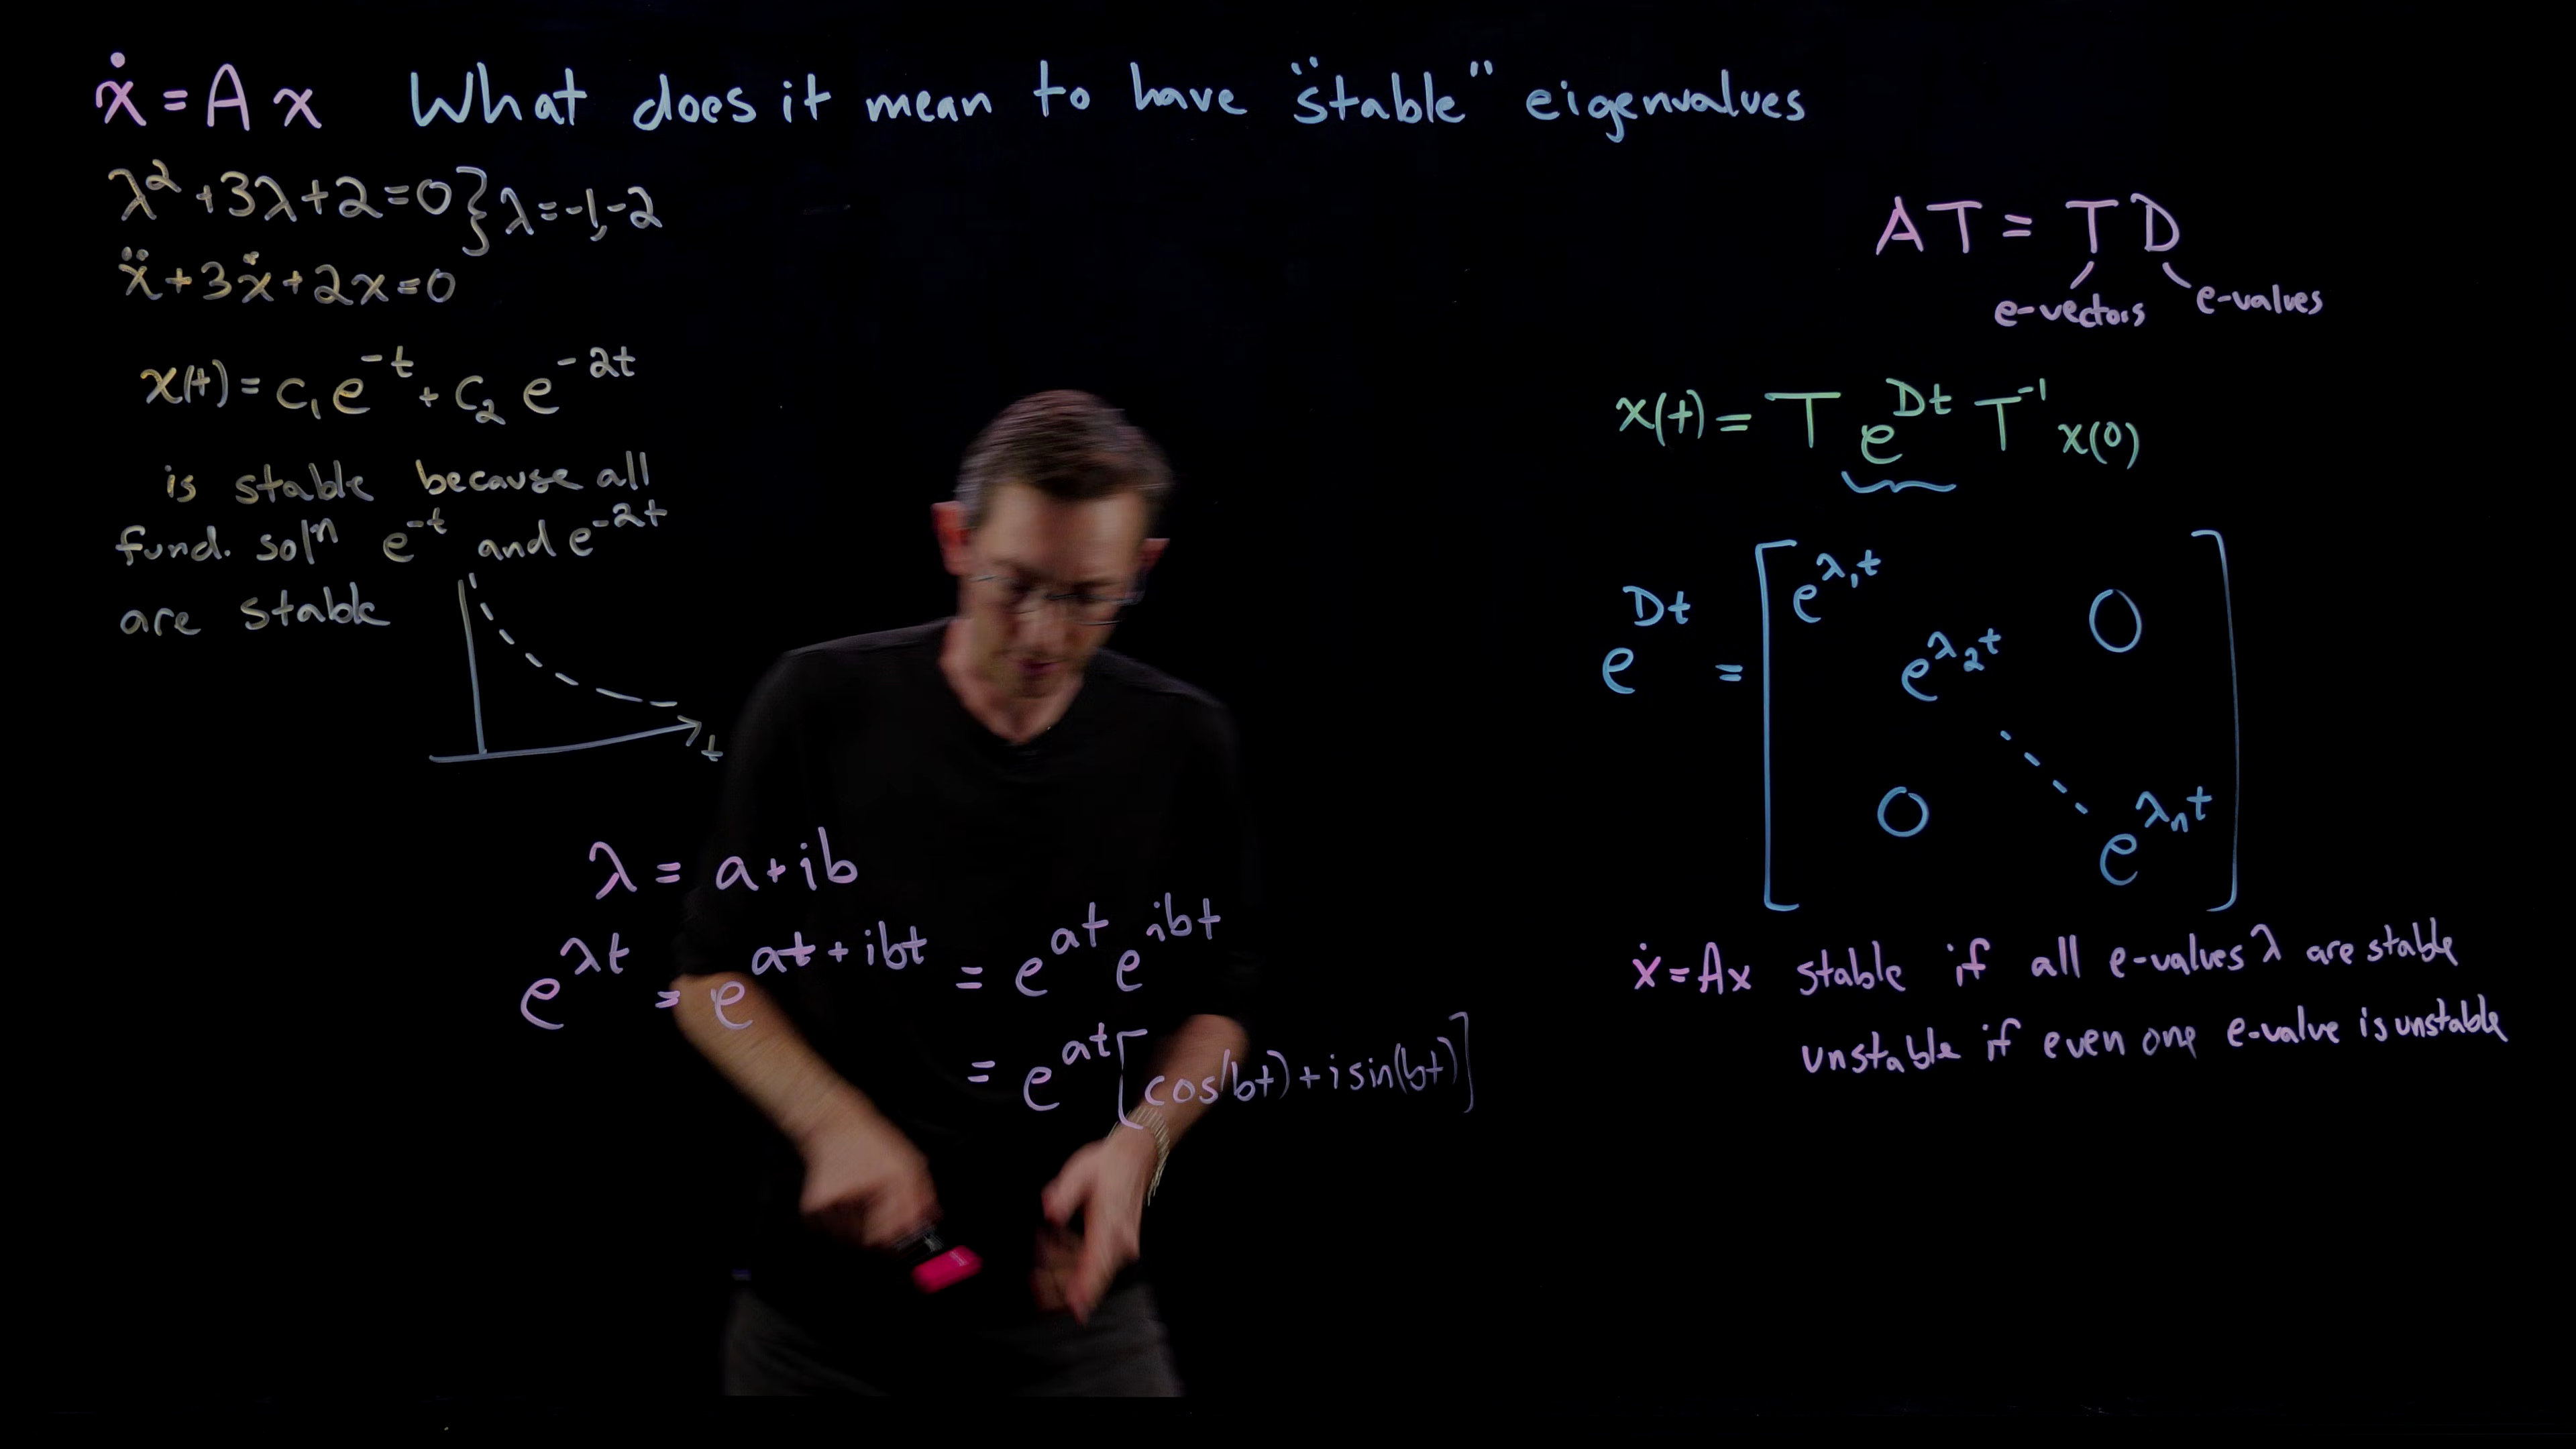 ẋ = A x What does it mean to have "stable" eigenvalues
λ² + 3λ + 2 = 0 } λ = -1, -2
ẍ + 3ẋ + 2x = 0
x(t) = c₁ e^{-t} + c₂ e^{-2t}
is stable because all
fund. solⁿ e^{-t} and e^{-2t}
are stable
t
λ = a + ib
e^{λt} = e^{at + ibt} = e^{at} e^{ibt}
= e^{at} [cos(bt) + i sin(bt)]
AT = TD
e-vectors e-values
x(t) = T e^{Dt} T^{-1} x(0)
e^{Dt} = [ e^{λ₁t} 0
e^{λ₂t}
0 e^{λₙt} ]
ẋ = Ax stable if all e-values λ are stable
unstable if even one e-value is unstable